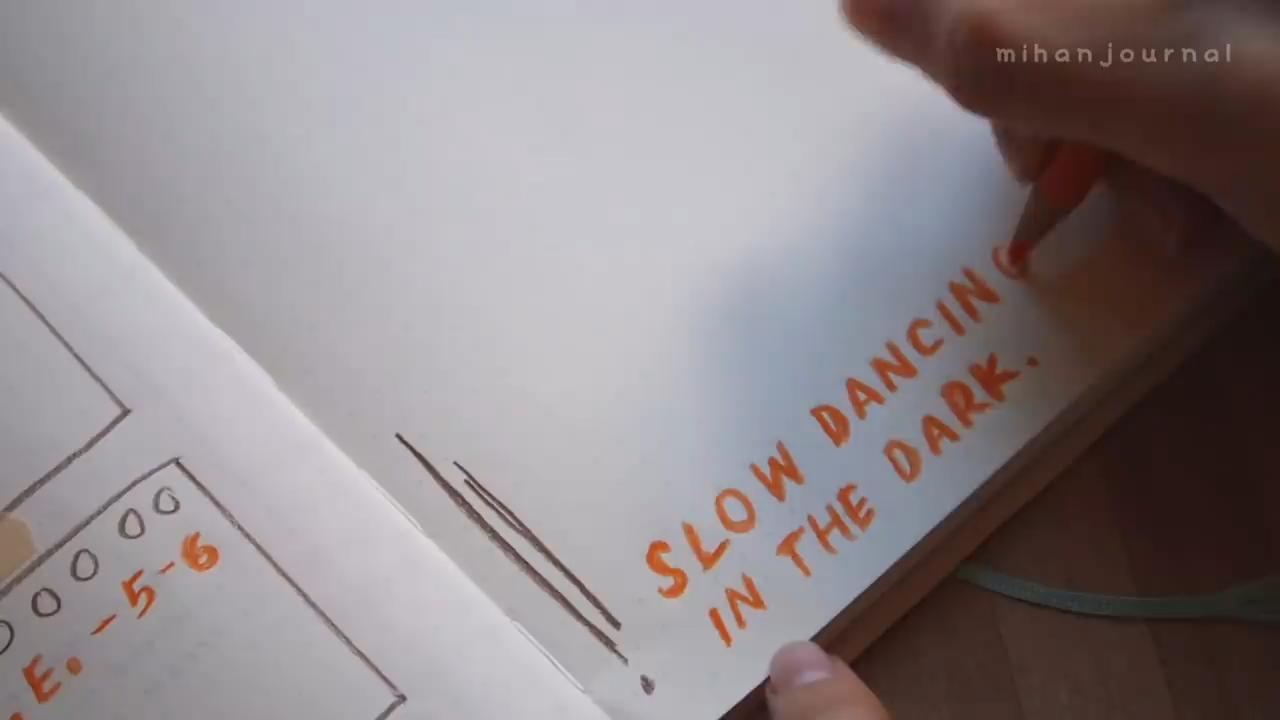 mihanjournal
SLOW DANCING
IN THE DARK.
E. -5-6